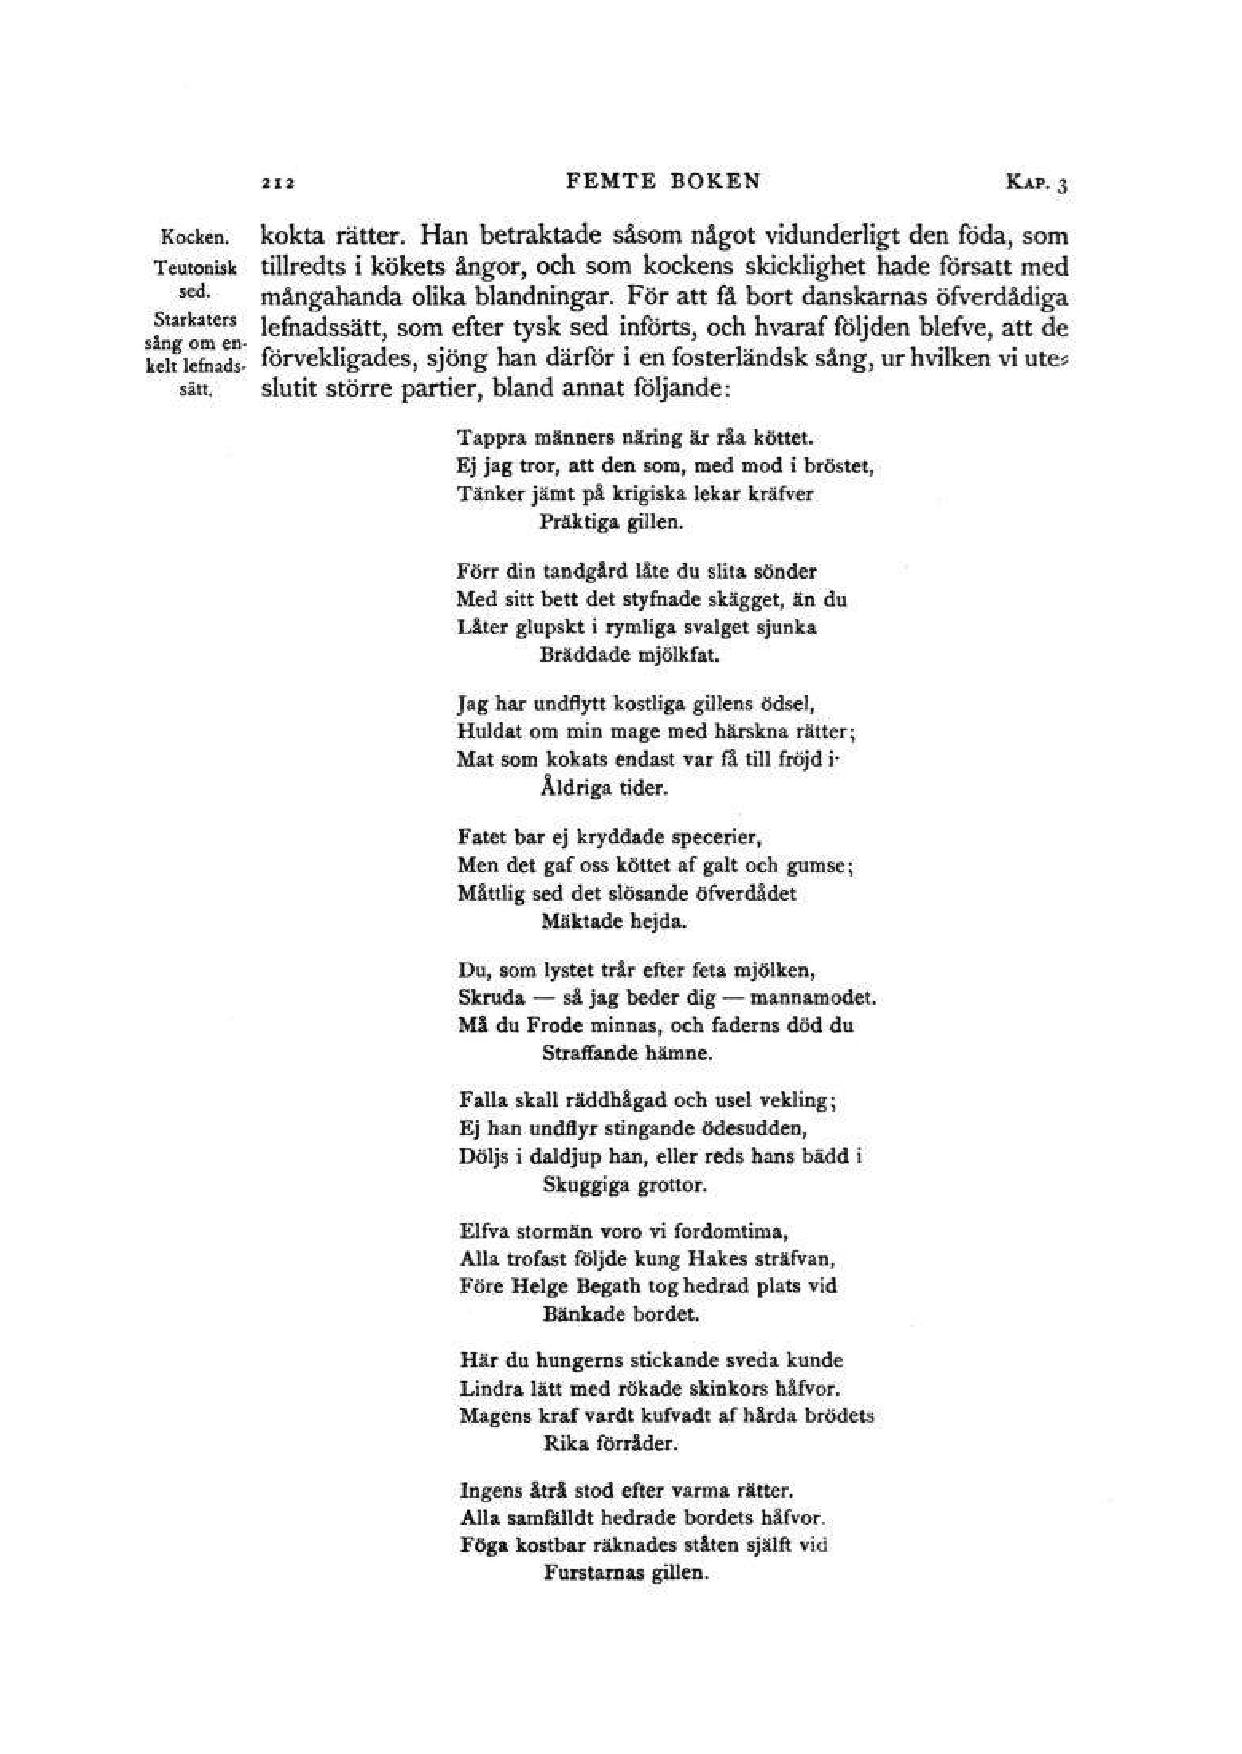 212 FEMTE BOKEN KAP. 3
Kocken.
Teutonisk
sed.
Starkaters
sång om en-
kelt lefnads-
sätt.
kokta rätter. Han betraktade såsom något vidunderligt den föda, som
tillredts i kökets ångor, och som kockens skicklighet hade försatt med
mångahanda olika blandningar. För att få bort danskarnas öfverdådiga
lefnadssätt, som efter tysk sed införts, och hvaraf följden blefve, att de
förvekligades, sjöng han därför i en fosterländsk sång, ur hvilken vi ute-
slutit större partier, bland annat följande:
Tappra männers näring är råa köttet.
Ej jag tror, att den som, med mod i bröstet,
Tänker jämt på krigiska lekar kräfver
Präktiga gillen.
Förr din tandgård låte du slita sönder
Med sitt bett det styfnade skägget, än du
Låter glupskt i rymliga svalget sjunka
Bräddade mjölkfat.
Jag har undflytt kostliga gillens ödsel,
Huldat om min mage med härskna rätter;
Mat som kokats endast var få till fröjd i
Åldriga tider.
Fatet bar ej kryddade specerier,
Men det gaf oss köttet af galt och gumse;
Måttlig sed det slösande öfverdådet
Mäktade hejda.
Du, som lystet trår efter feta mjölken,
Skruda — så jag beder dig — mannamodet.
Må du Frode minnas, och faderns död du
Straffande hämne.
Falla skall räddhågad och usel vekling;
Ej han undflyr stingande ödesudden,
Döljs i daldjup han, eller reds hans bädd i
Skuggiga grottor.
Elfva stormän voro vi fordomtima,
Alla trofast följde kung Hakes sträfvan,
Före Helge Begath tog hedrad plats vid
Bänkade bordet.
Här du hungerns stickande sveda kunde
Lindra lätt med rökade skinkors håfvor.
Magens kraf vardt kufvadt af hårda brödets
Rika förråder.
Ingens åtrå stod efter varma rätter.
Alla samfälldt hedrade bordets håfvor.
Föga kostbar räknades ståten själft vid
Furstarnas gillen.